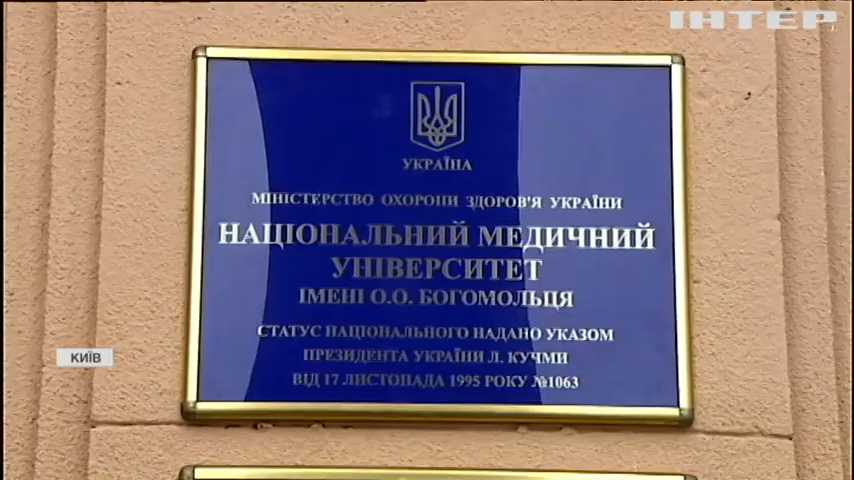 ІНТЕР
УКРАЇНА
МІНІСТЕРСТВО ОХОРОНИ ЗДОРОВ'Я УКРАЇНИ
НАЦІОНАЛЬНИЙ МЕДИЧНИЙ
УНІВЕРСИТЕТ
ІМЕНІ О.О. БОГОМОЛЬЦЯ
СТАТУС НАЦІОНАЛЬНОГО НАДАНО УКАЗОМ
ПРЕЗИДЕНТА УКРАЇНИ Л. КУЧМИ
ВІД 17 ЛИСТОПАДА 1995 РОКУ №1063
КИЇВ